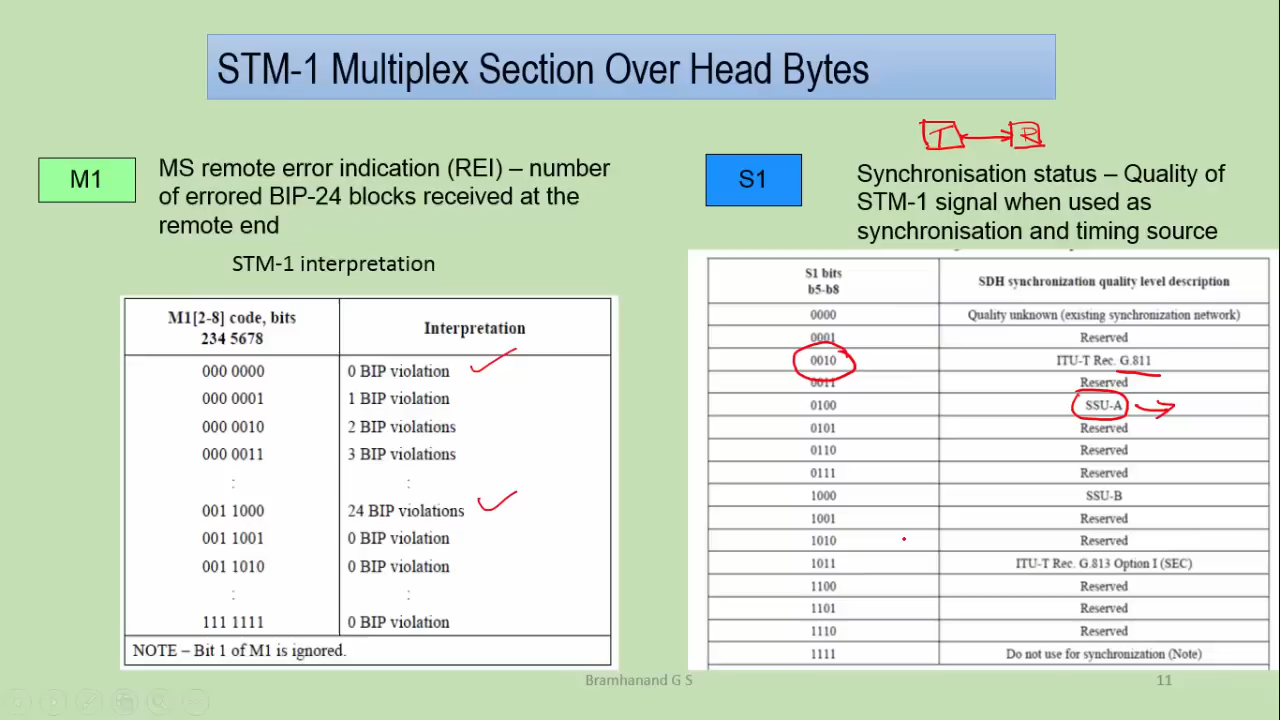 STM-1 Multiplex Section Over Head Bytes
T R
M1
MS remote error indication (REI) – number
of errored BIP-24 blocks received at the
remote end
STM-1 interpretation
M1[2-8] code, bits
234 5678
Interpretation
000 0000 0 BIP violation
000 0001 1 BIP violation
000 0010 2 BIP violations
000 0011 3 BIP violations
: :
001 1000 24 BIP violations
001 1001 0 BIP violation
001 1010 0 BIP violation
: :
111 1111 0 BIP violation
NOTE – Bit 1 of M1 is ignored.
S1
Synchronisation status – Quality of
STM-1 signal when used as
synchronisation and timing source
S1 bits
b5-b8
SDH synchronization quality level description
0000 Quality unknown (existing synchronization network)
0001 Reserved
0010 ITU-T Rec. G.811
0011 Reserved
0100 SSU-A
0101 Reserved
0110 Reserved
0111 Reserved
1000 SSU-B
1001 Reserved
1010 Reserved
1011 ITU-T Rec. G.813 Option I (SEC)
1100 Reserved
1101 Reserved
1110 Reserved
1111 Do not use for synchronization (Note)
Bramhanand G S
11